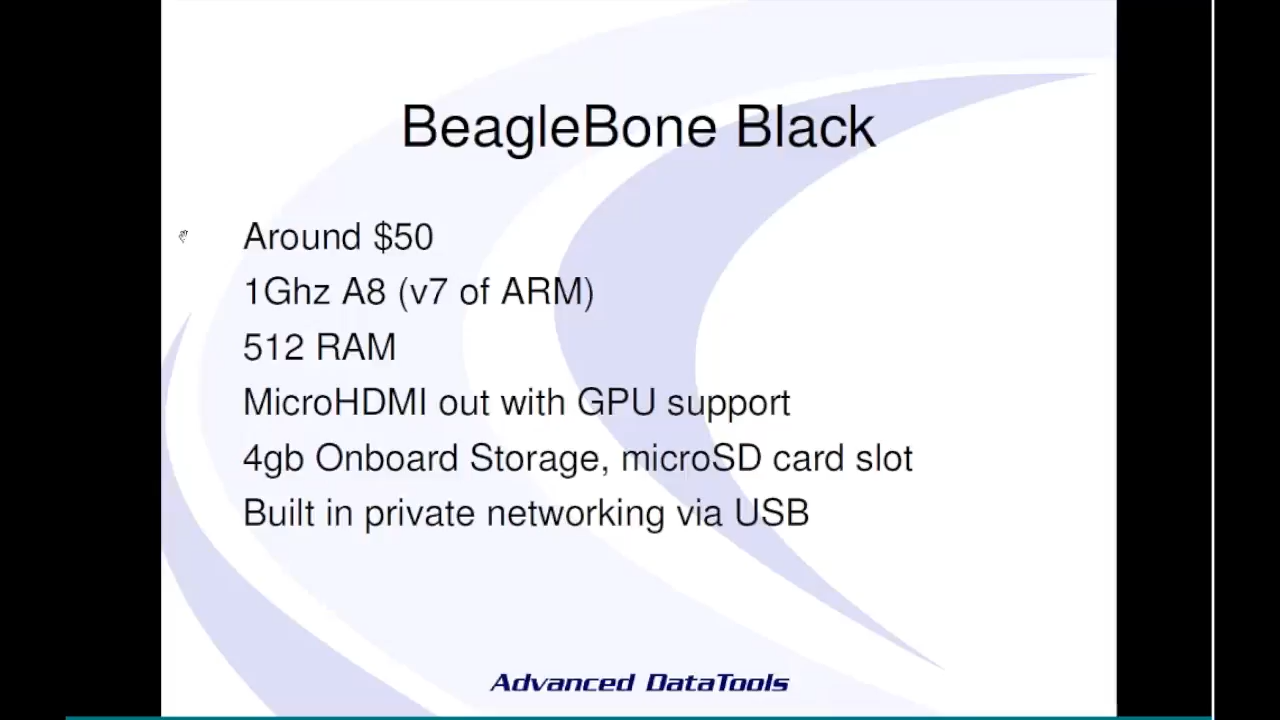 BeagleBone Black
Around $50
1Ghz A8 (v7 of ARM)
512 RAM
MicroHDMI out with GPU support
4gb Onboard Storage, microSD card slot
Built in private networking via USB
Advanced DataTools